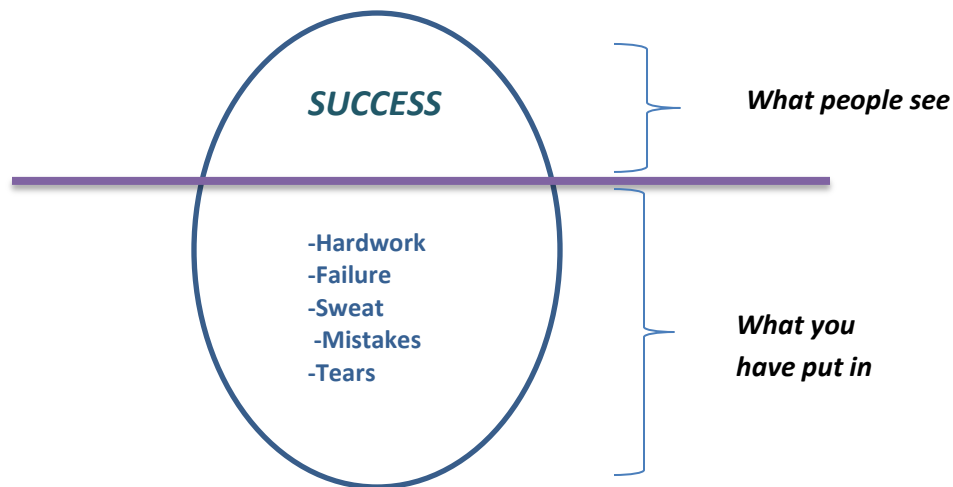 SUCCESS
What people see
-Hardwork
-Failure
-Sweat
-Mistakes
-Tears
What you
have put in